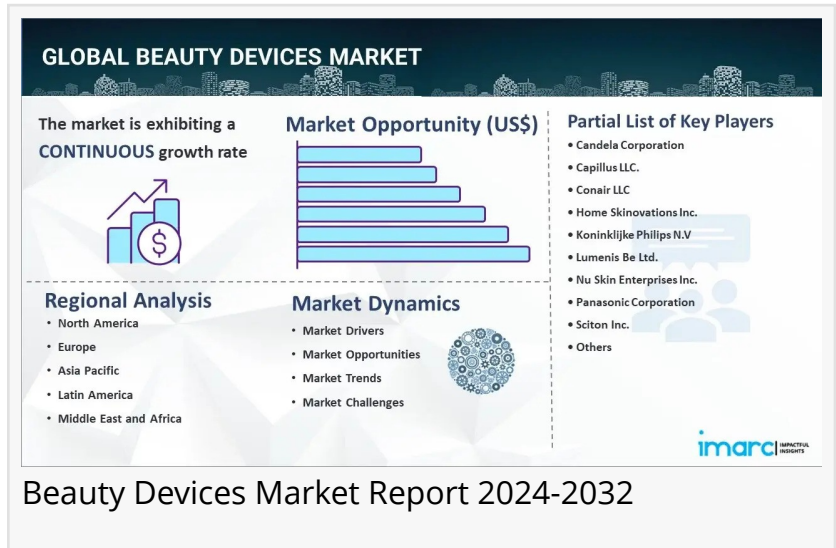 GLOBAL BEAUTY DEVICES MARKET
The market is exhibiting a
CONTINUOUS growth rate
$
Market Opportunity (US$)
Partial List of Key Players
• Candela Corporation
• Capillus LLC.
• Conair LLC
• Home Skinovations Inc.
• Koninklijke Philips N.V
• Lumenis Be Ltd.
• Nu Skin Enterprises Inc.
• Panasonic Corporation
• Sciton Inc.
• Others
Regional Analysis
• North America
• Europe
• Asia Pacific
• Latin America
• Middle East and Africa
Market Dynamics
• Market Drivers
• Market Opportunities
• Market Trends
• Market Challenges
imarc
IMPACTFUL
INSIGHTS
Beauty Devices Market Report 2024-2032